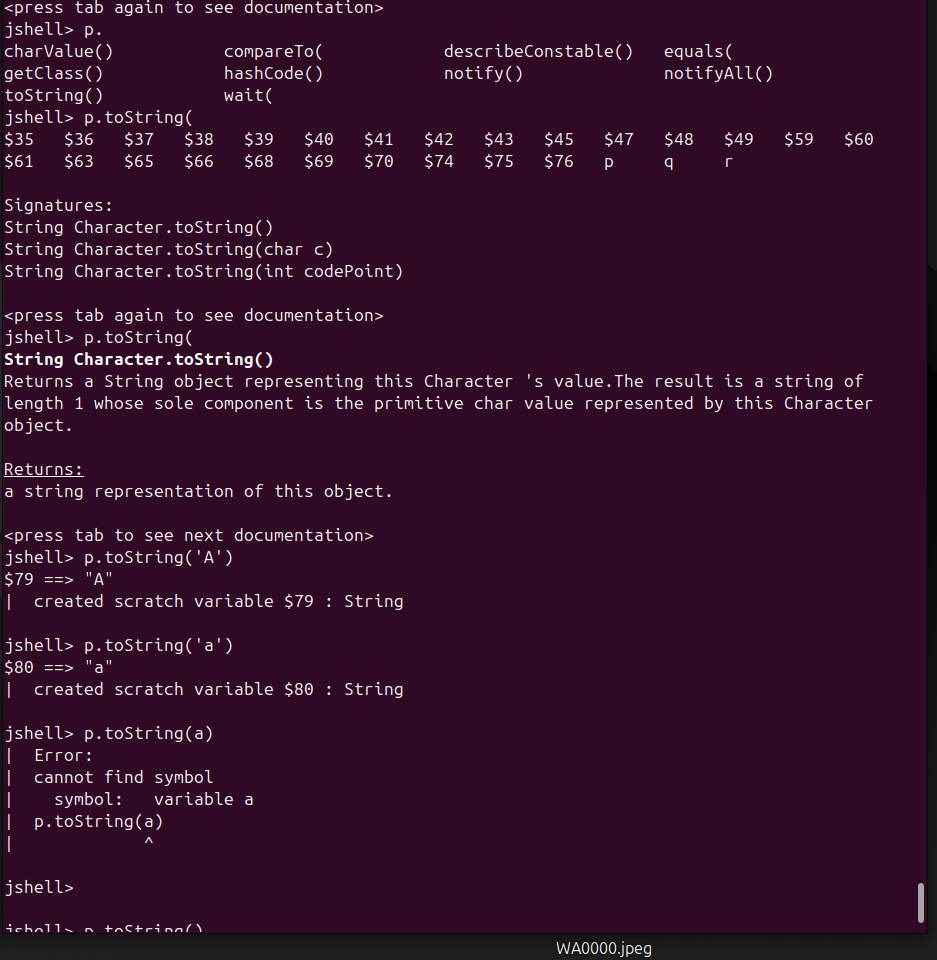 <press tab again to see documentation>
jshell> p.
charValue()           compareTo(            describeConstable()   equals(
getClass()            hashCode()            notify()              notifyAll()
toString()            wait(
jshell> p.toString(
$35   $36   $37   $38   $39   $40   $41   $42   $43   $45   $47   $48   $49   $59   $60
$61   $63   $65   $66   $68   $69   $70   $74   $75   $76   p     q     r

Signatures:
String Character.toString()
String Character.toString(char c)
String Character.toString(int codePoint)

<press tab again to see documentation>
jshell> p.toString(
String Character.toString()
Returns a String object representing this Character 's value.The result is a string of
length 1 whose sole component is the primitive char value represented by this Character
object.

Returns:
a string representation of this object.

<press tab to see next documentation>
jshell> p.toString('A')
$79 ==> "A"
|  created scratch variable $79 : String

jshell> p.toString('a')
$80 ==> "a"
|  created scratch variable $80 : String

jshell> p.toString(a)
|  Error:
|  cannot find symbol
|    symbol:   variable a
|  p.toString(a)
|             ^

jshell>

jshell> p.toString()
WA0000.jpeg